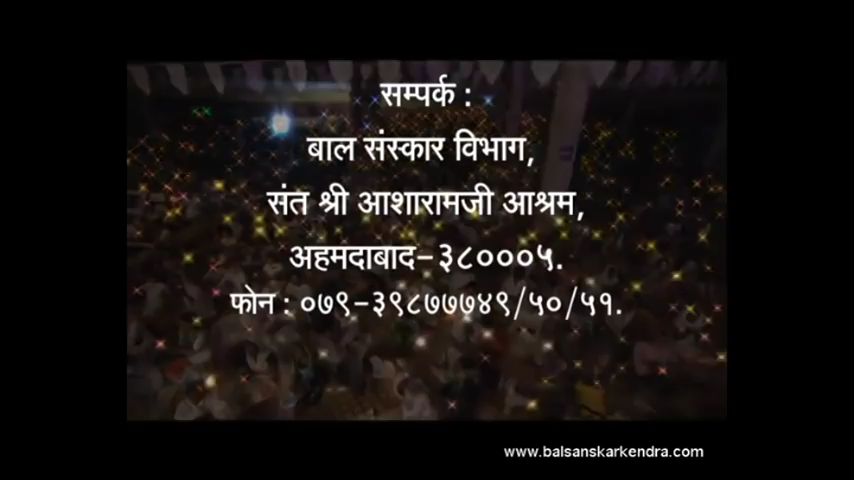 सम्पर्क :
बाल संस्कार विभाग,
संत श्री आशारामजी आश्रम,
अहमदाबाद-३८०००५.
फोन : ०७९-३९८७७७४९/५०/५१.
www.balsanskarkendra.com